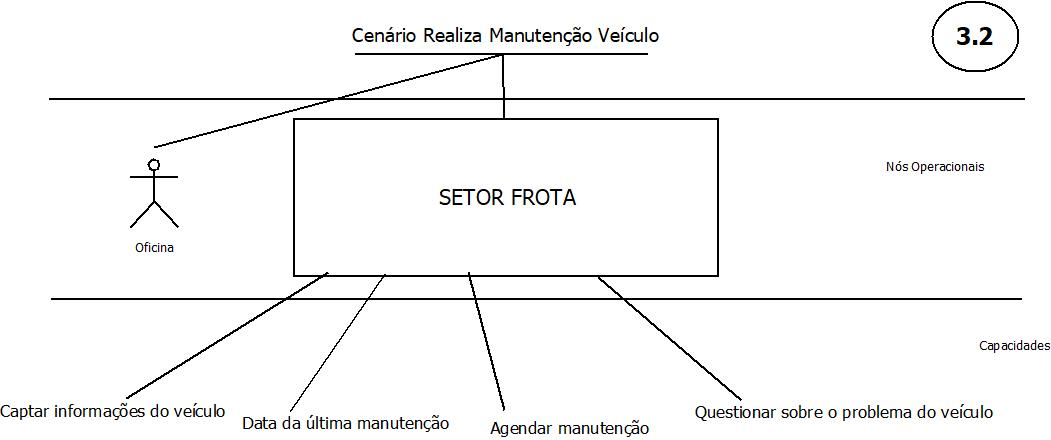 Cenário Realiza Manutenção Veículo
3.2
Nós Operacionais
SETOR FROTA
Oficina
Capacidades
Captar informações do veículo
Data da última manutenção
Agendar manutenção
Questionar sobre o problema do veículo